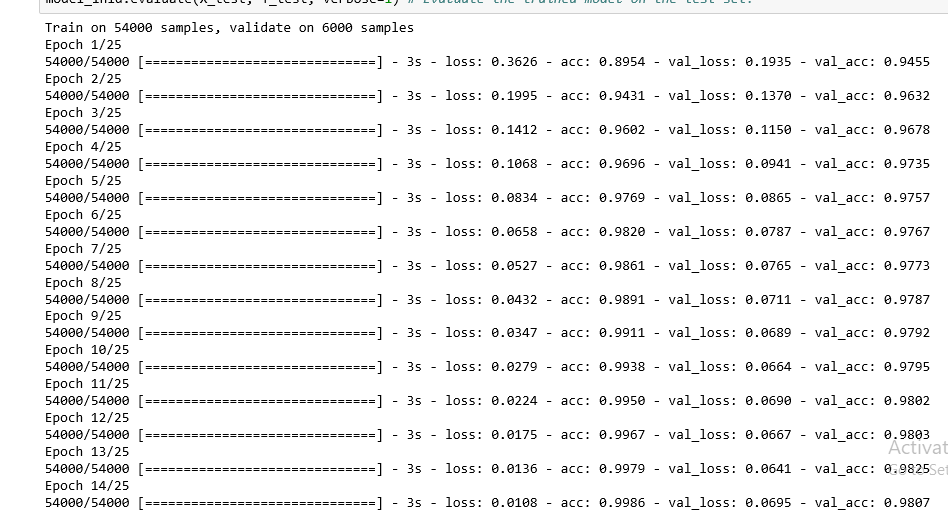 model_mld.evaluate(X_test, Y_test, verbose=1) # Evaluate the trained model on the test set.
Train on 54000 samples, validate on 6000 samples
Epoch 1/25
54000/54000 [==============================] - 3s - loss: 0.3626 - acc: 0.8954 - val_loss: 0.1935 - val_acc: 0.9455
Epoch 2/25
54000/54000 [==============================] - 3s - loss: 0.1995 - acc: 0.9431 - val_loss: 0.1370 - val_acc: 0.9632
Epoch 3/25
54000/54000 [==============================] - 3s - loss: 0.1412 - acc: 0.9602 - val_loss: 0.1150 - val_acc: 0.9678
Epoch 4/25
54000/54000 [==============================] - 3s - loss: 0.1068 - acc: 0.9696 - val_loss: 0.0941 - val_acc: 0.9735
Epoch 5/25
54000/54000 [==============================] - 3s - loss: 0.0834 - acc: 0.9769 - val_loss: 0.0865 - val_acc: 0.9757
Epoch 6/25
54000/54000 [==============================] - 3s - loss: 0.0658 - acc: 0.9820 - val_loss: 0.0787 - val_acc: 0.9767
Epoch 7/25
54000/54000 [==============================] - 3s - loss: 0.0527 - acc: 0.9861 - val_loss: 0.0765 - val_acc: 0.9773
Epoch 8/25
54000/54000 [==============================] - 3s - loss: 0.0432 - acc: 0.9891 - val_loss: 0.0711 - val_acc: 0.9787
Epoch 9/25
54000/54000 [==============================] - 3s - loss: 0.0347 - acc: 0.9911 - val_loss: 0.0689 - val_acc: 0.9792
Epoch 10/25
54000/54000 [==============================] - 3s - loss: 0.0279 - acc: 0.9938 - val_loss: 0.0664 - val_acc: 0.9795
Epoch 11/25
54000/54000 [==============================] - 3s - loss: 0.0224 - acc: 0.9950 - val_loss: 0.0690 - val_acc: 0.9802
Epoch 12/25
54000/54000 [==============================] - 3s - loss: 0.0175 - acc: 0.9967 - val_loss: 0.0667 - val_acc: 0.9803
Activat
Epoch 13/25
54000/54000 [==============================] - 3s - loss: 0.0136 - acc: 0.9979 - val_loss: 0.0641 - val_acc: 0.9825
Epoch 14/25
54000/54000 [==============================] - 3s - loss: 0.0108 - acc: 0.9986 - val_loss: 0.0695 - val_acc: 0.9807